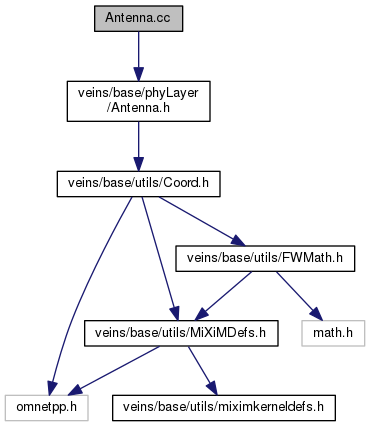 Antenna.cc
veins/base/phyLayer
/Antenna.h
veins/base/utils/Coord.h
veins/base/utils/FWMath.h
veins/base/utils/MiXiMDefs.h
math.h
omnetpp.h
veins/base/utils/miximkerneldefs.h